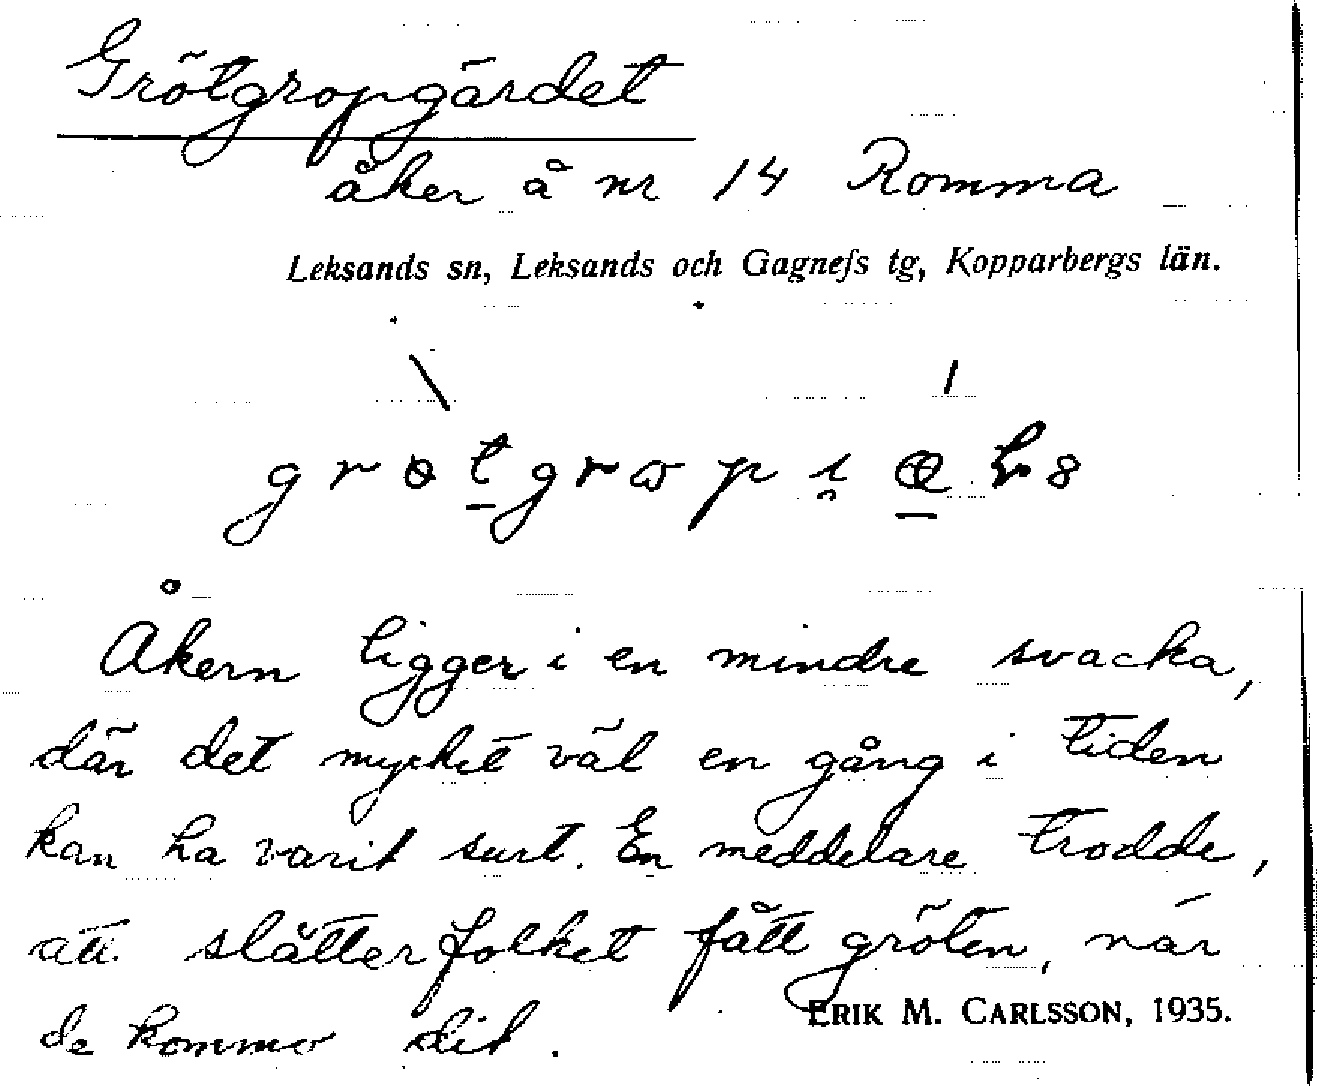 Grötgropgärdet
åker å nr 14 Romma
Leksands sn, Leksands och Gagnefs tg, Kopparbergs län.
Åkern ligger i en mindre svacka,
där det mycket väl en gång i tiden
kan ha varit surt. En meddelare trodde,
att slåtterfolket fått gröten, när
de kommo dit.
ERIK M. CARLSSON, 1935.